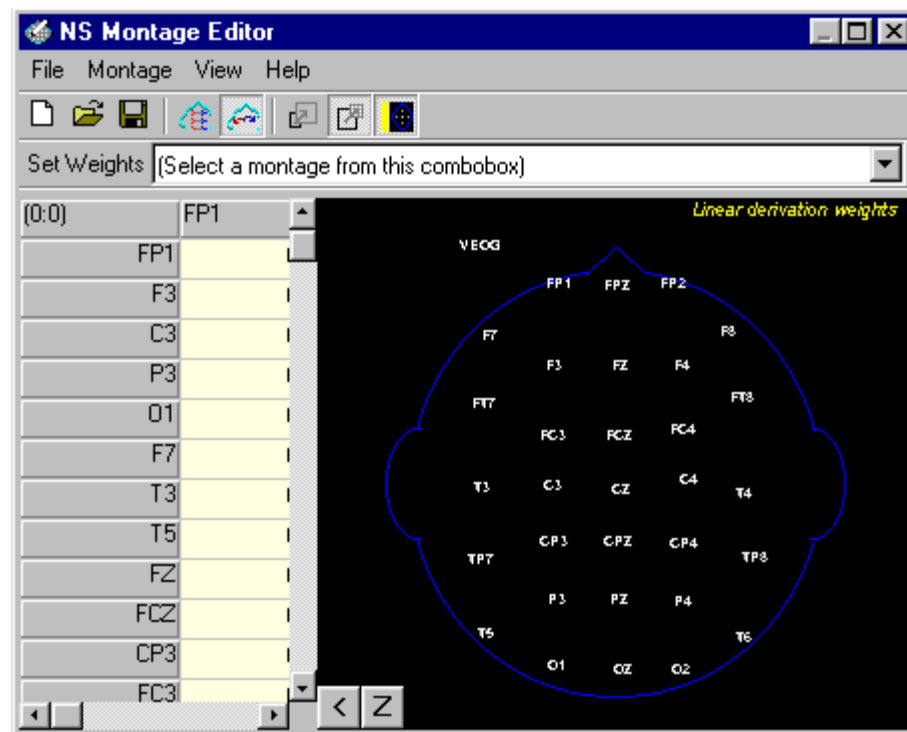 NS Montage Editor
File Montage View Help
Set Weights (Select a montage from this combobox)
(0:0) FP1
FP1
F3
C3
P3
O1
F7
T3
T5
FZ
FCZ
CP3
FC3
Linear derivation weights
VEOG
FP1 FPZ FP2
F7 F8
F3 FZ F4
FT7 FT8
FC3 FCZ FC4
T3 C3 CZ C4 T4
TP7 CP3 CPZ CP4 TP8
P3 PZ P4
T5 T6
O1 OZ O2
< Z